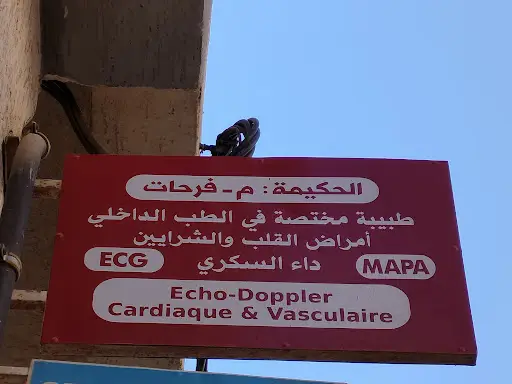 الحكيمة : م - فرحات
طبيبة مختصة في الطب الداخلي
أمراض القلب والشرايين
ECG داء السكري MAPA
Echo-Doppler
Cardiaque & Vasculaire